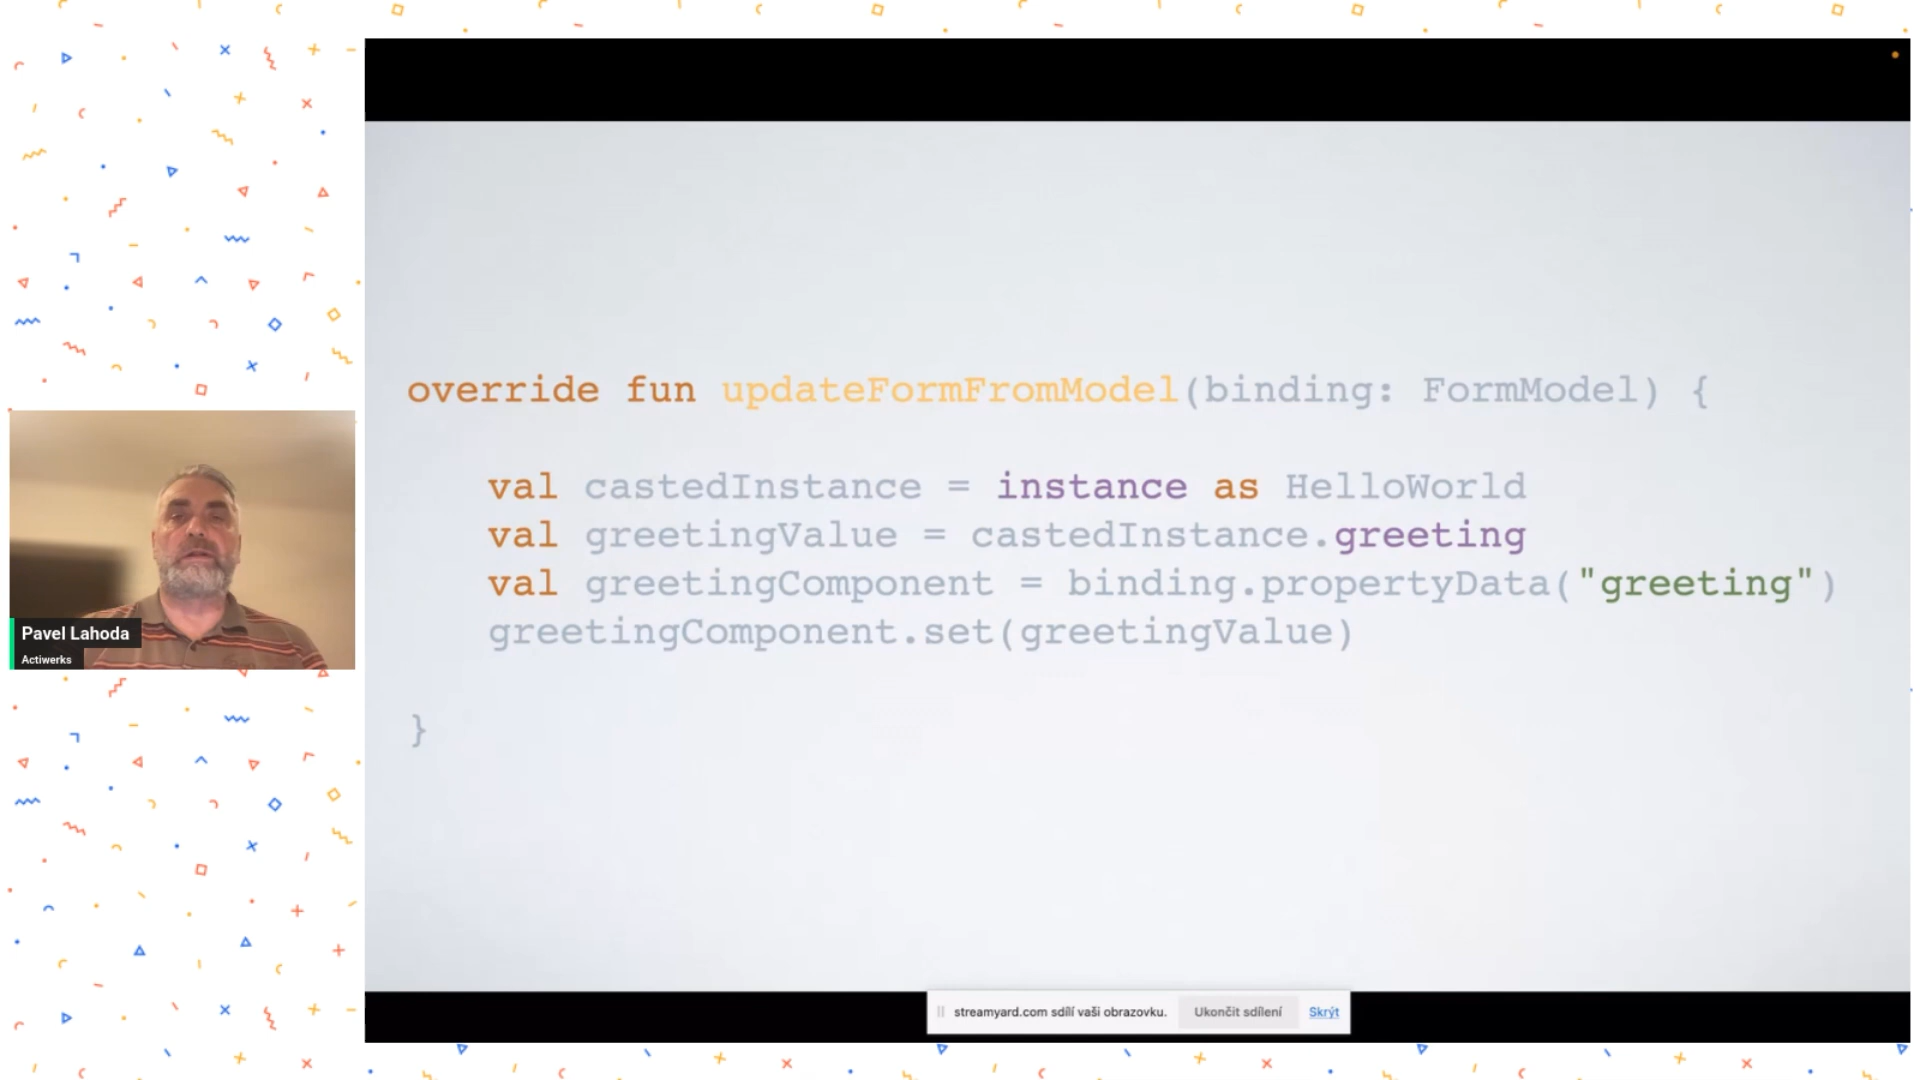 override fun updateFormFromModel(binding: FormModel) {
val castedInstance = instance as HelloWorld
val greetingValue = castedInstance.greeting
val greetingComponent = binding.propertyData("greeting")
greetingComponent.set(greetingValue)
}
Pavel Lahoda
Actiwerks
streamyard.com sdílí vaši obrazovku. Ukončit sdílení Skrýt